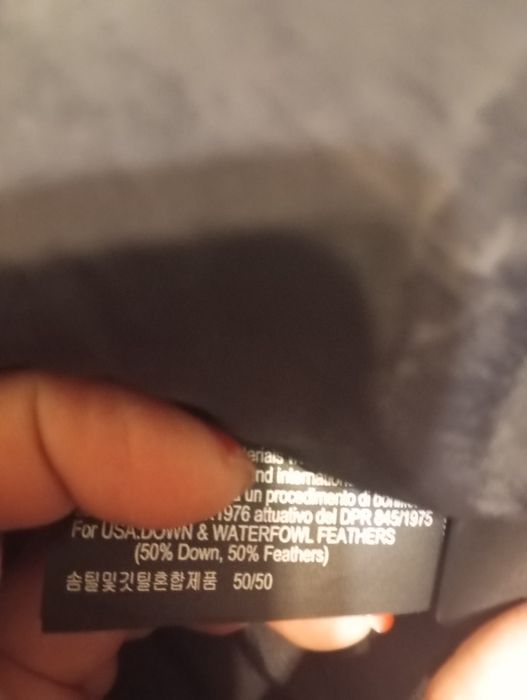 nd
un procedimento di
1976 attuativo del DPR 845/1975
For USA.DOWN & WATERFOWL FEATHERS
(50% Down, 50% Feathers)
솜털및깃털혼합제품 50/50